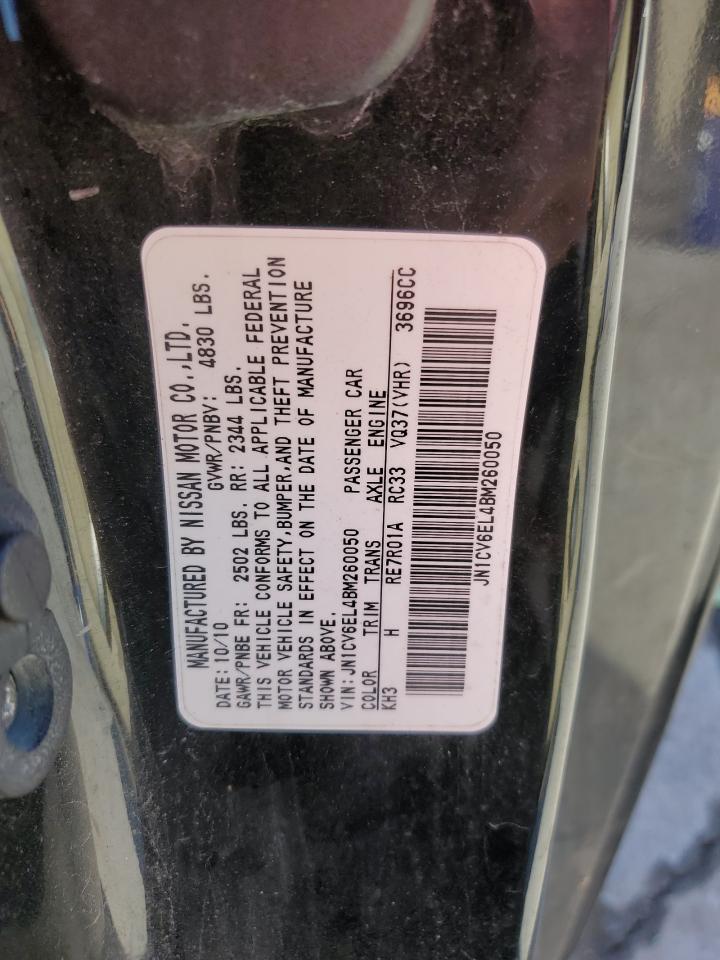 MANUFACTURED BY NISSAN MOTOR CO.,LTD.
DATE: 10/10 GVWR/PNBV: 4830 LBS.
GAWR/PNBE FR: 2502 LBS. RR: 2344 LBS.
THIS VEHICLE CONFORMS TO ALL APPLICABLE FEDERAL
MOTOR VEHICLE SAFETY,BUMPER,AND THEFT PREVENTION
STANDARDS IN EFFECT ON THE DATE OF MANUFACTURE
SHOWN ABOVE.
VIN:JN1CV6EL4BM260050 PASSENGER CAR
COLOR TRIM TRANS AXLE ENGINE
KH3 H RE7R01A RC33 VQ37(VHR) 3696CC
JN1CV6EL4BM260050